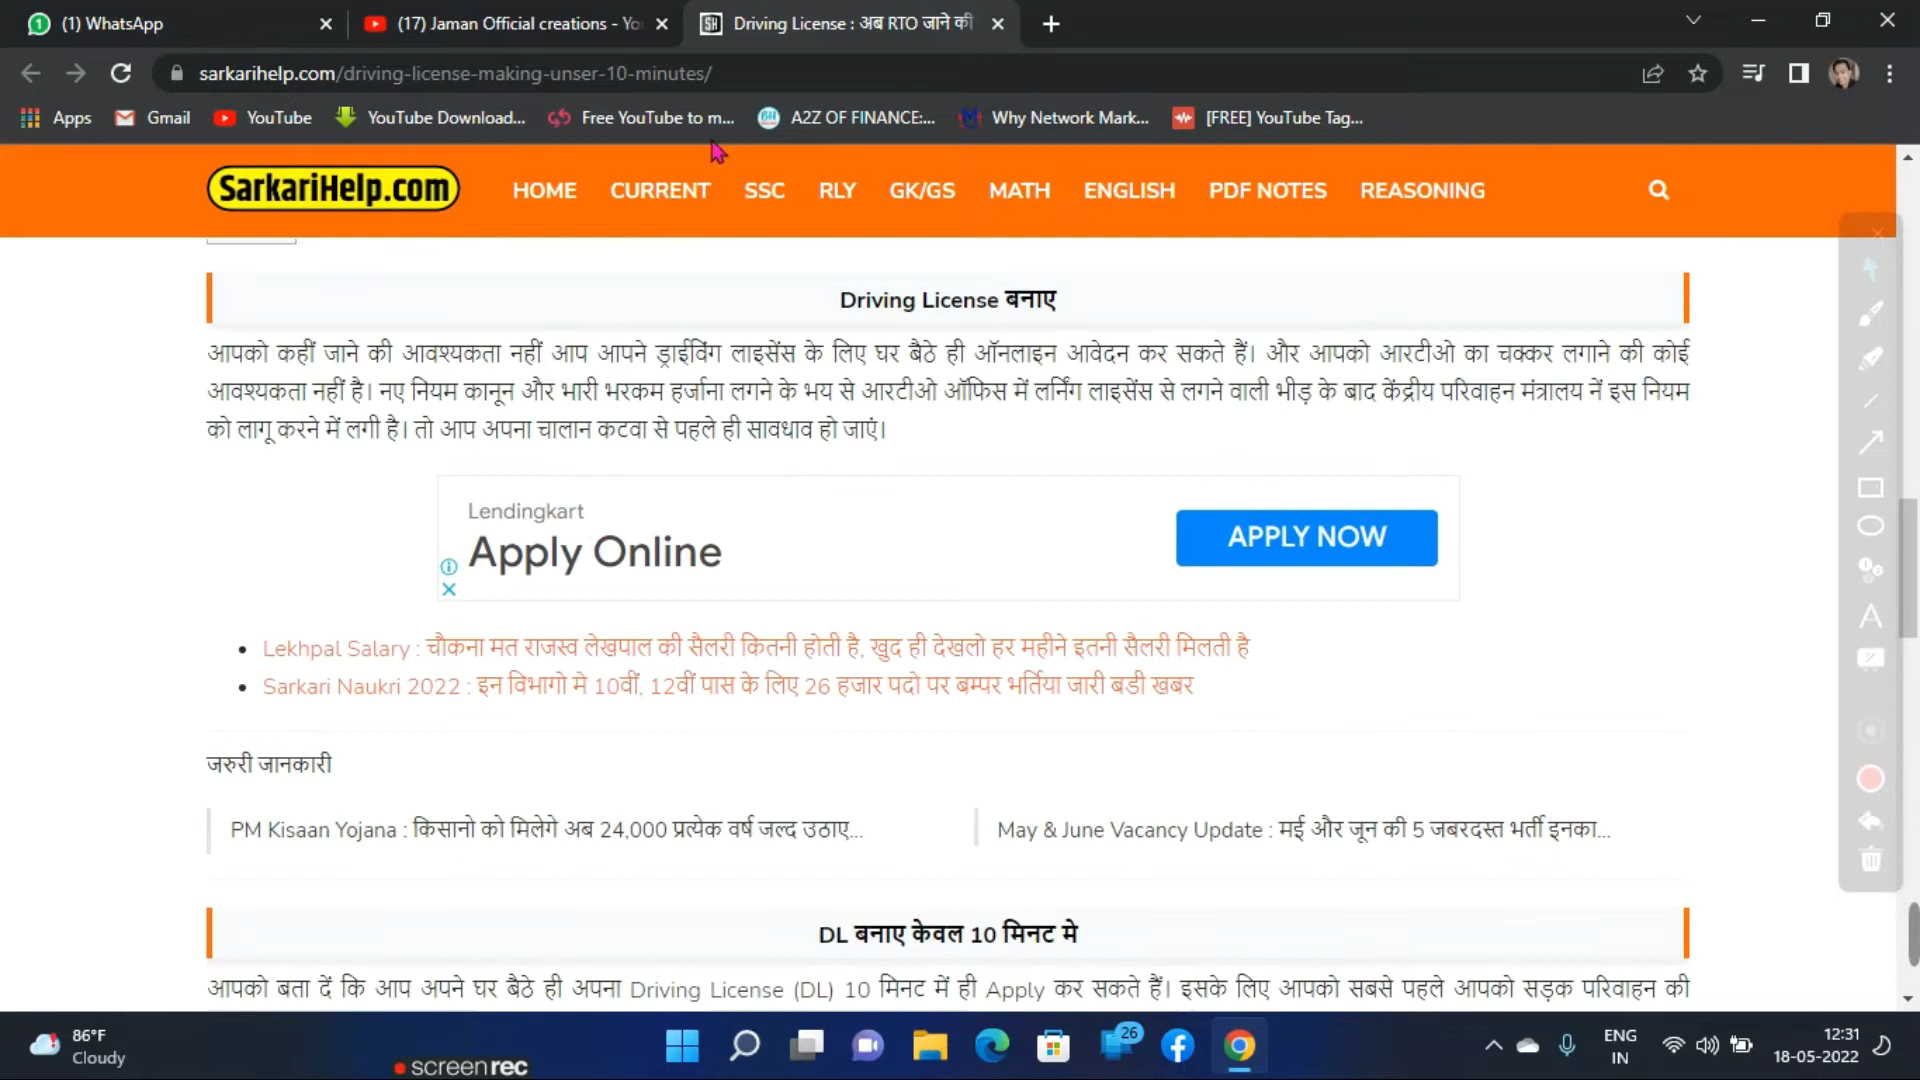 (1) WhatsApp
(17) Jaman Official creations - Yo
Driving License : अब RTO जाने की
sarkarihelp.com/driving-license-making-unser-10-minutes/
Apps
Gmail
YouTube
YouTube Download...
Free YouTube to m...
A2Z OF FINANCE:...
Why Network Mark...
[FREE] YouTube Tag...
SarkariHelp.com
HOME
CURRENT
SSC
RLY
GK/GS
MATH
ENGLISH
PDF NOTES
REASONING
Driving License बनाए
आपको कहीं जाने की आवश्यकता नहीं आप आपने ड्राईविंग लाइसेंस के लिए घर बैठे ही ऑनलाइन आवेदन कर सकते हैं। और आपको आरटीओ का चक्कर लगाने की कोई
आवश्यकता नहीं है। नए नियम कानून और भारी भरकम हर्जाना लगने के भय से आरटीओ ऑफिस में लर्निंग लाइसेंस से लगने वाली भीड़ के बाद केंद्रीय परिवाहन मंत्रालय नें इस नियम
को लागू करने में लगी है। तो आप अपना चालान कटवा से पहले ही सावधाव हो जाएं।
Lendingkart
Apply Online
APPLY NOW
Lekhpal Salary : चौकना मत राजस्व लेखपाल की सैलरी कितनी होती है, खुद ही देखलो हर महीने इतनी सैलरी मिलती है
Sarkari Naukri 2022 : इन विभागो मे 10वीं, 12वीं पास के लिए 26 हजार पदो पर बम्पर भर्तिया जारी बडी खबर
जरुरी जानकारी
PM Kisaan Yojana : किसानो को मिलेगे अब 24,000 प्रत्येक वर्ष जल्द उठाए...
May & June Vacancy Update : मई और जून की 5 जबरदस्त भर्ती इनका...
DL बनाए केवल 10 मिनट मे
आपको बता दें कि आप अपने घर बैठे ही अपना Driving License (DL) 10 मिनट में ही Apply कर सकते हैं। इसके लिए आपको सबसे पहले आपको सड़क परिवाहन की
86°F
Cloudy
screenrec
26
ENG
IN
12:31
18-05-2022